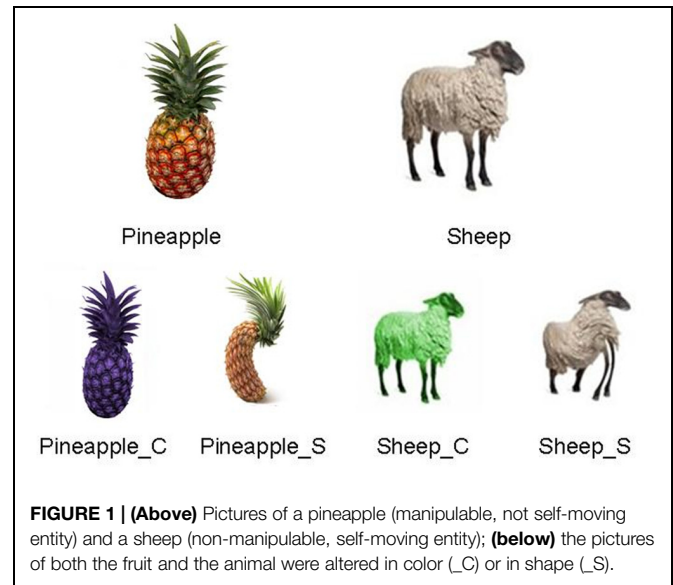 Pineapple Sheep
Pineapple_C Pineapple_S Sheep_C Sheep_S
FIGURE 1 | (Above) Pictures of a pineapple (manipulable, not self-moving
entity) and a sheep (non-manipulable, self-moving entity); (below) the pictures
of both the fruit and the animal were altered in color (_C) or in shape (_S).